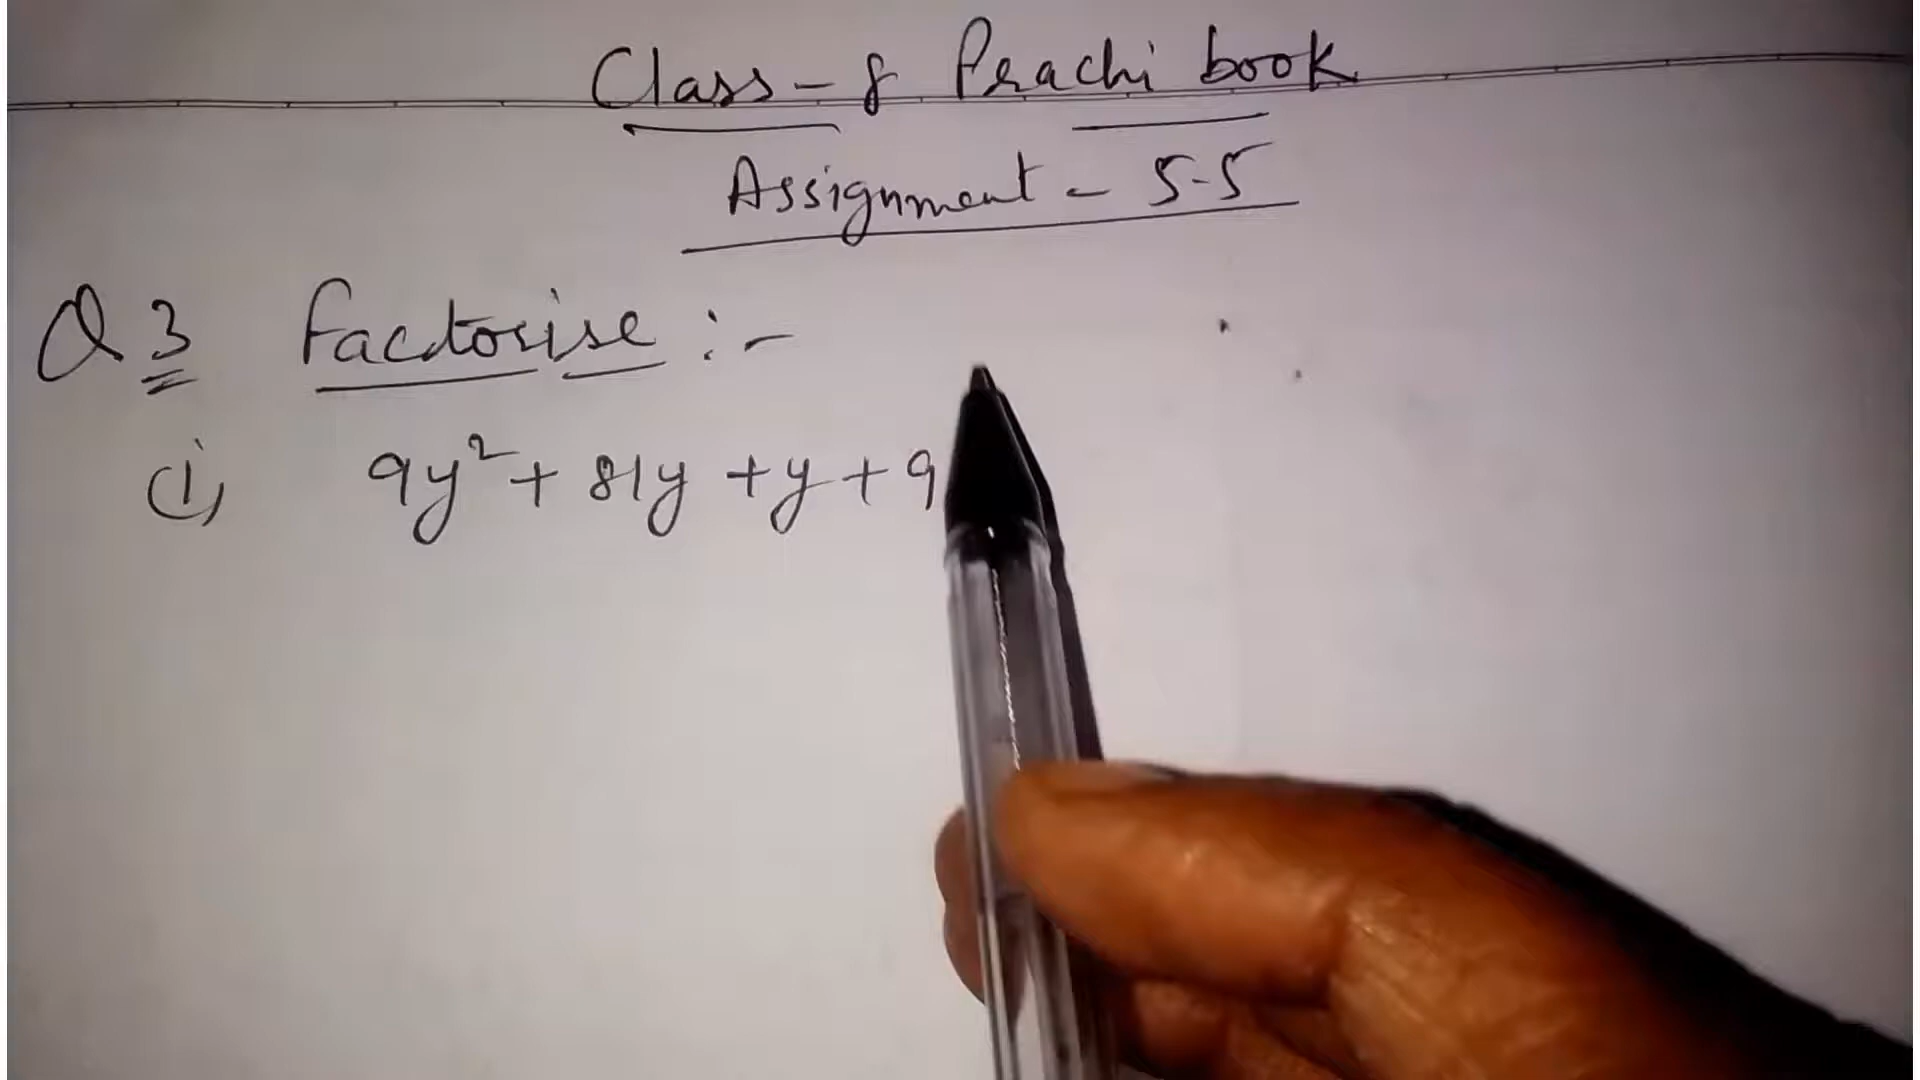 Class - 8 Prachi book
Assignment - 5.5
Q 3 Factorise :-
(i) 9y² + 81y + y + 9